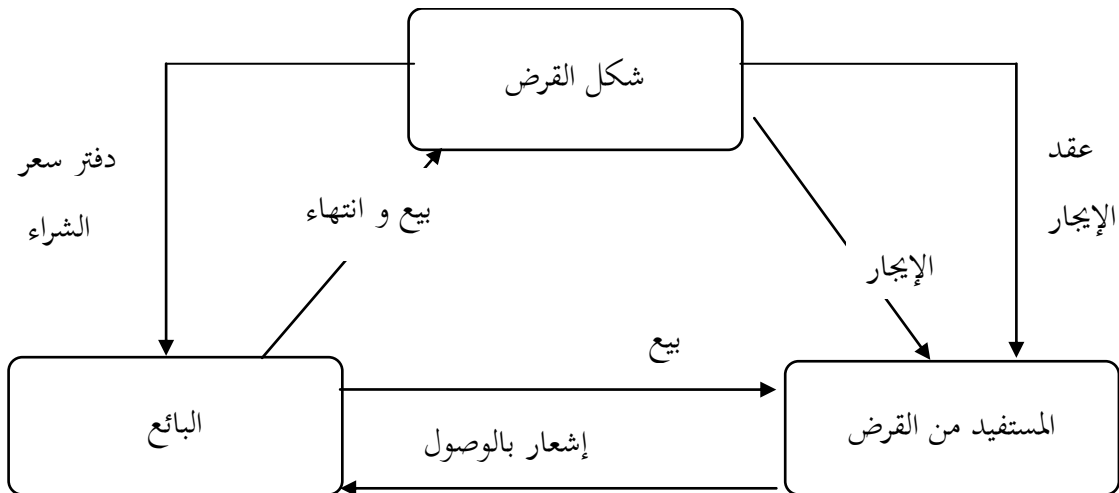 شكل القرض
عقد
الإيجار
دفتر سعر
الشراء
بيع و انتهاء
الإيجار
بيع
المستفيد من القرض
البائع
إشعار بالوصول